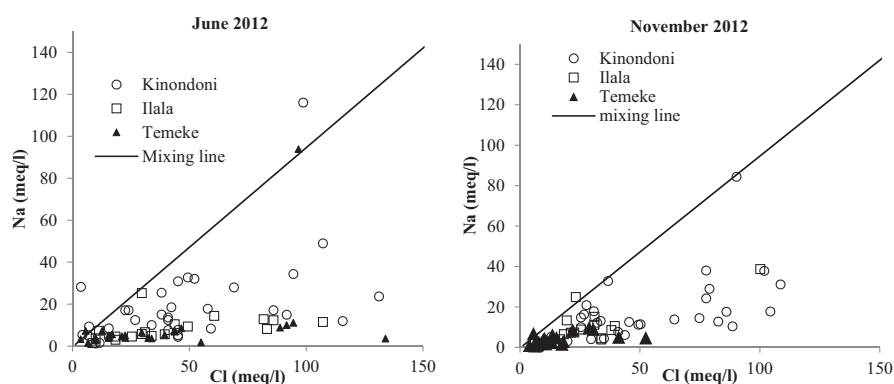 June 2012
Na (meq/l)
140
120
100
80
60
40
20
0
Kinondoni
Ilala
Temeke
Mixing line
0
50
100
150
Cl (meq/l)
November 2012
Na (meq/l)
140
120
100
80
60
40
20
0
Kinondoni
Ilala
Temeke
mixing line
0
50
100
150
Cl (meq/l)